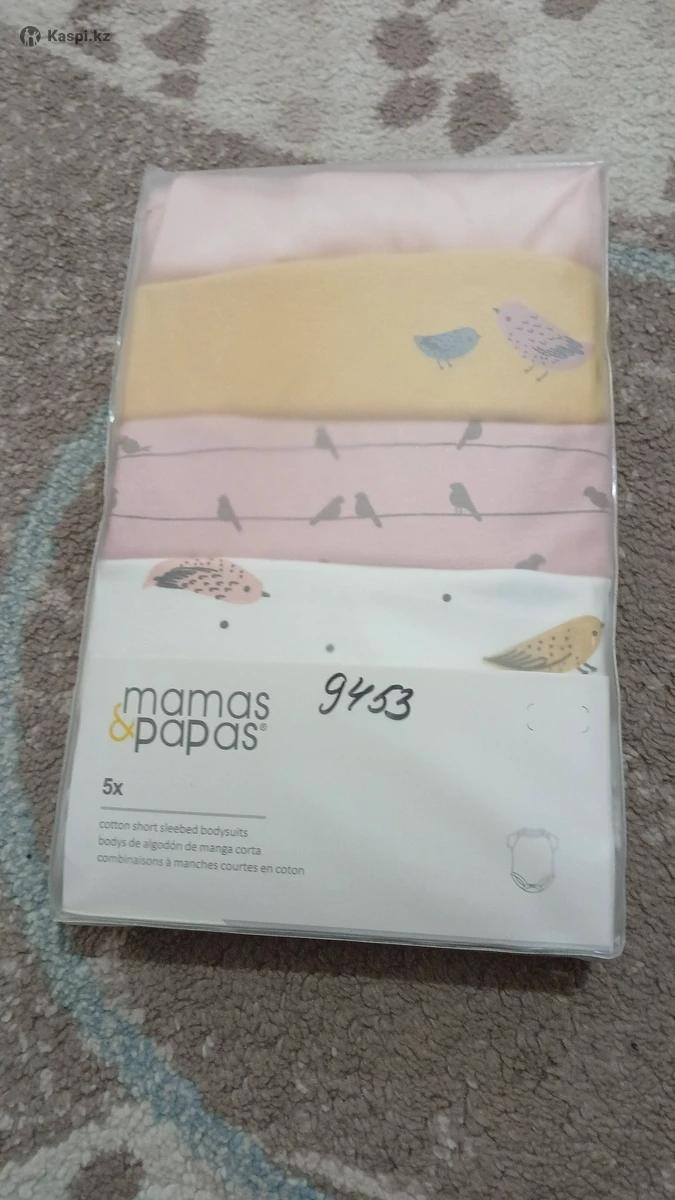 Kaspi.kz
mamas
&papas®
9453
5x
cotton short sleebed bodysuits
bodys de algodón de manga corta
combinaisons à manches courtes en coton